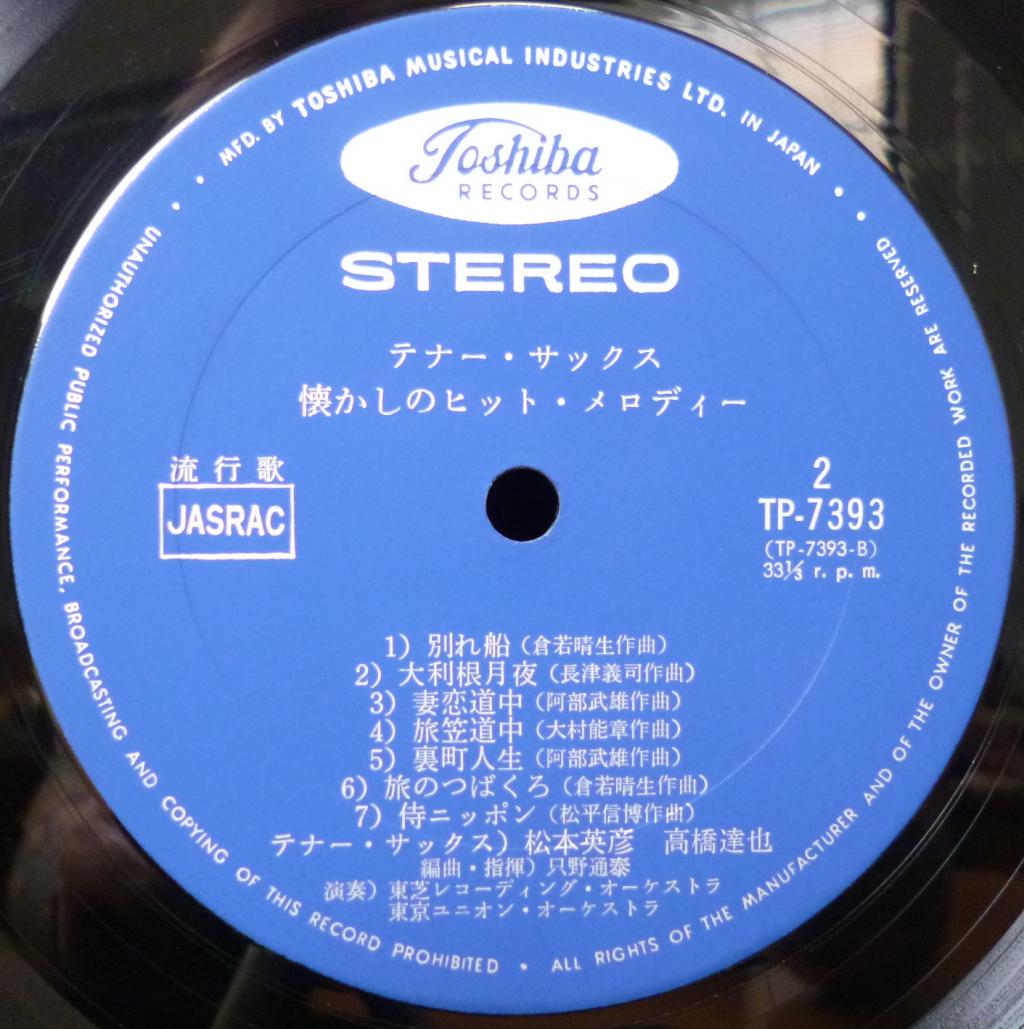 MFD. BY TOSHIBA MUSICAL INDUSTRIES LTD. IN JAPAN
Toshiba
RECORDS
STEREO
テナー・サックス
懐かしのヒット・メロディー
流行歌
JASRAC
2
TP-7393
(TP-7393-B)
33⅓ r. p. m.
1) 別れ船(倉若晴生作曲)
2) 大利根月夜(長津義司作曲)
3) 妻恋道中(阿部武雄作曲)
4) 旅笠道中(大村能章作曲)
5) 裏町人生(阿部武雄作曲)
6) 旅のつばくろ(倉若晴生作曲)
7) 侍ニッポン(松平信博作曲)
テナー・サックス) 松本英彦 高橋達也
編曲・指揮) 只野通泰
演奏) 東芝レコーディング・オーケストラ
東京ユニオン・オーケストラ
UNAUTHORIZED PUBLIC PERFORMANCE, BROADCASTING AND COPYING OF THIS RECORD PROHIBITED • ALL RIGHTS OF THE MANUFACTURER AND OF THE OWNER OF THE RECORDED WORK ARE RESERVED